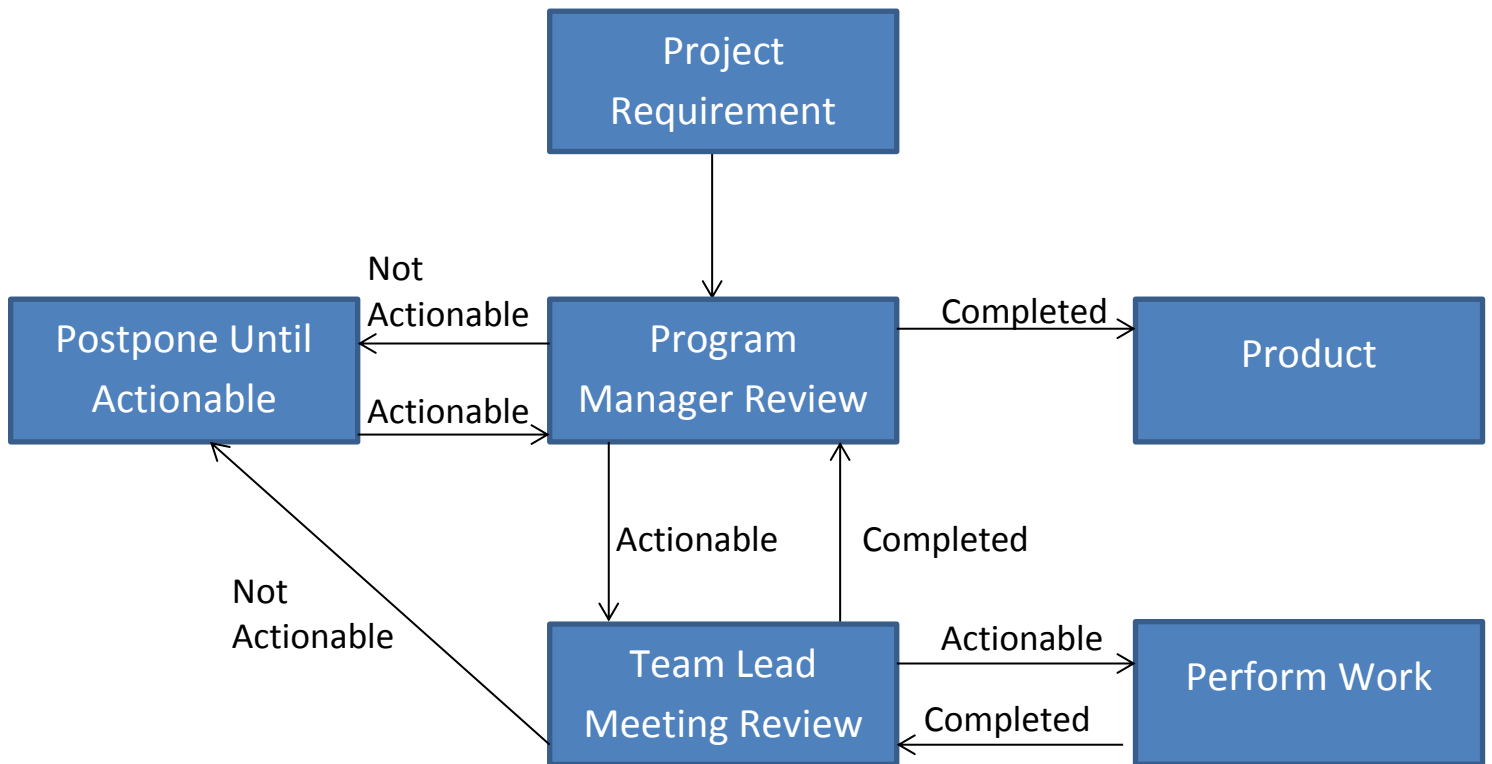 Project
Requirement
Not
Actionable
Completed
Postpone Until
Actionable
Program
Manager Review
Product
Actionable
Actionable
Completed
Not
Actionable
Team Lead
Meeting Review
Actionable
Perform Work
Completed